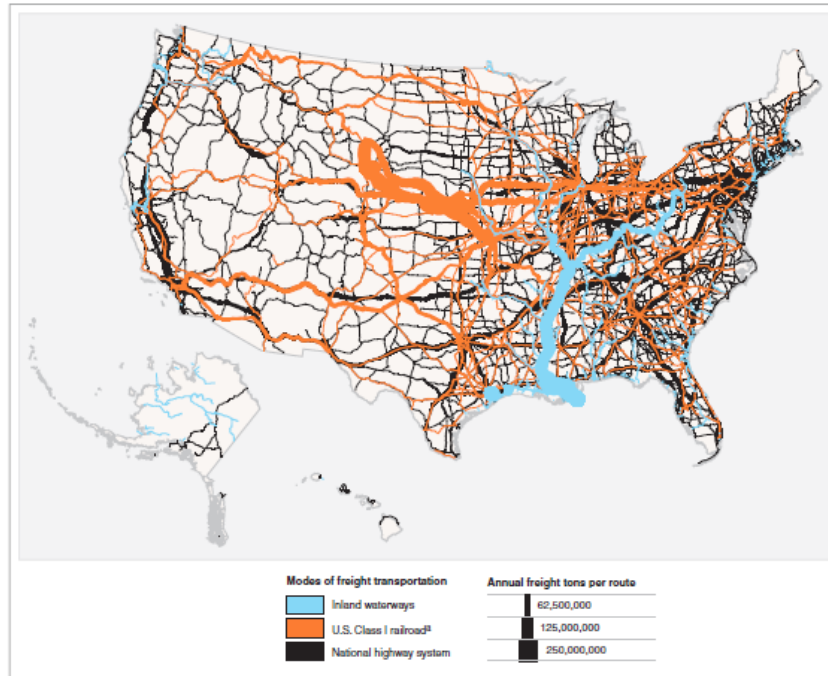 Modes of freight transportation
Inland waterways
U.S. Class I railroadª
National highway system
Annual freight tons per route
62,500,000
125,000,000
250,000,000